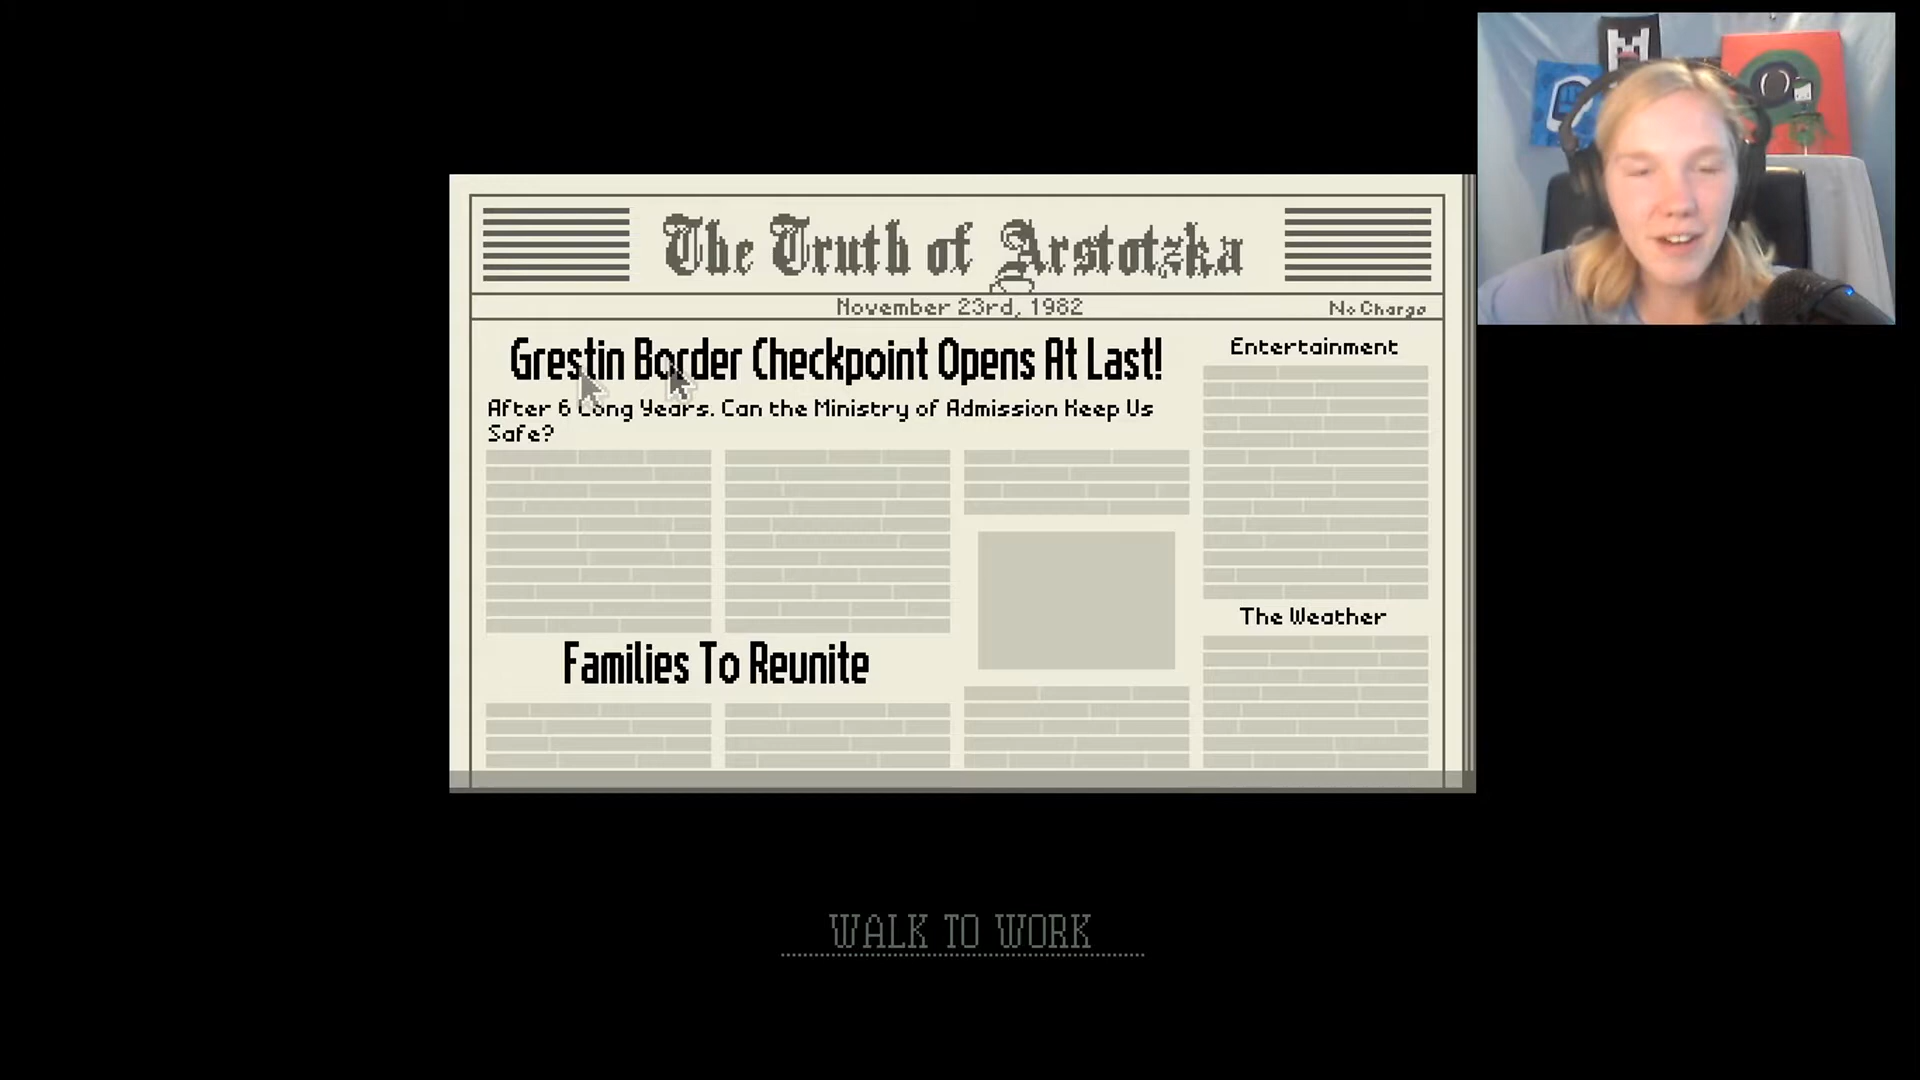 The Truth of Arstotzka
November 23rd, 1982
No Charge
Grestin Border Checkpoint Opens At Last!
After 6 Long Years. Can the Ministry of Admission Keep Us
Safe?
Families To Reunite
Entertainment
The Weather
WALK TO WORK